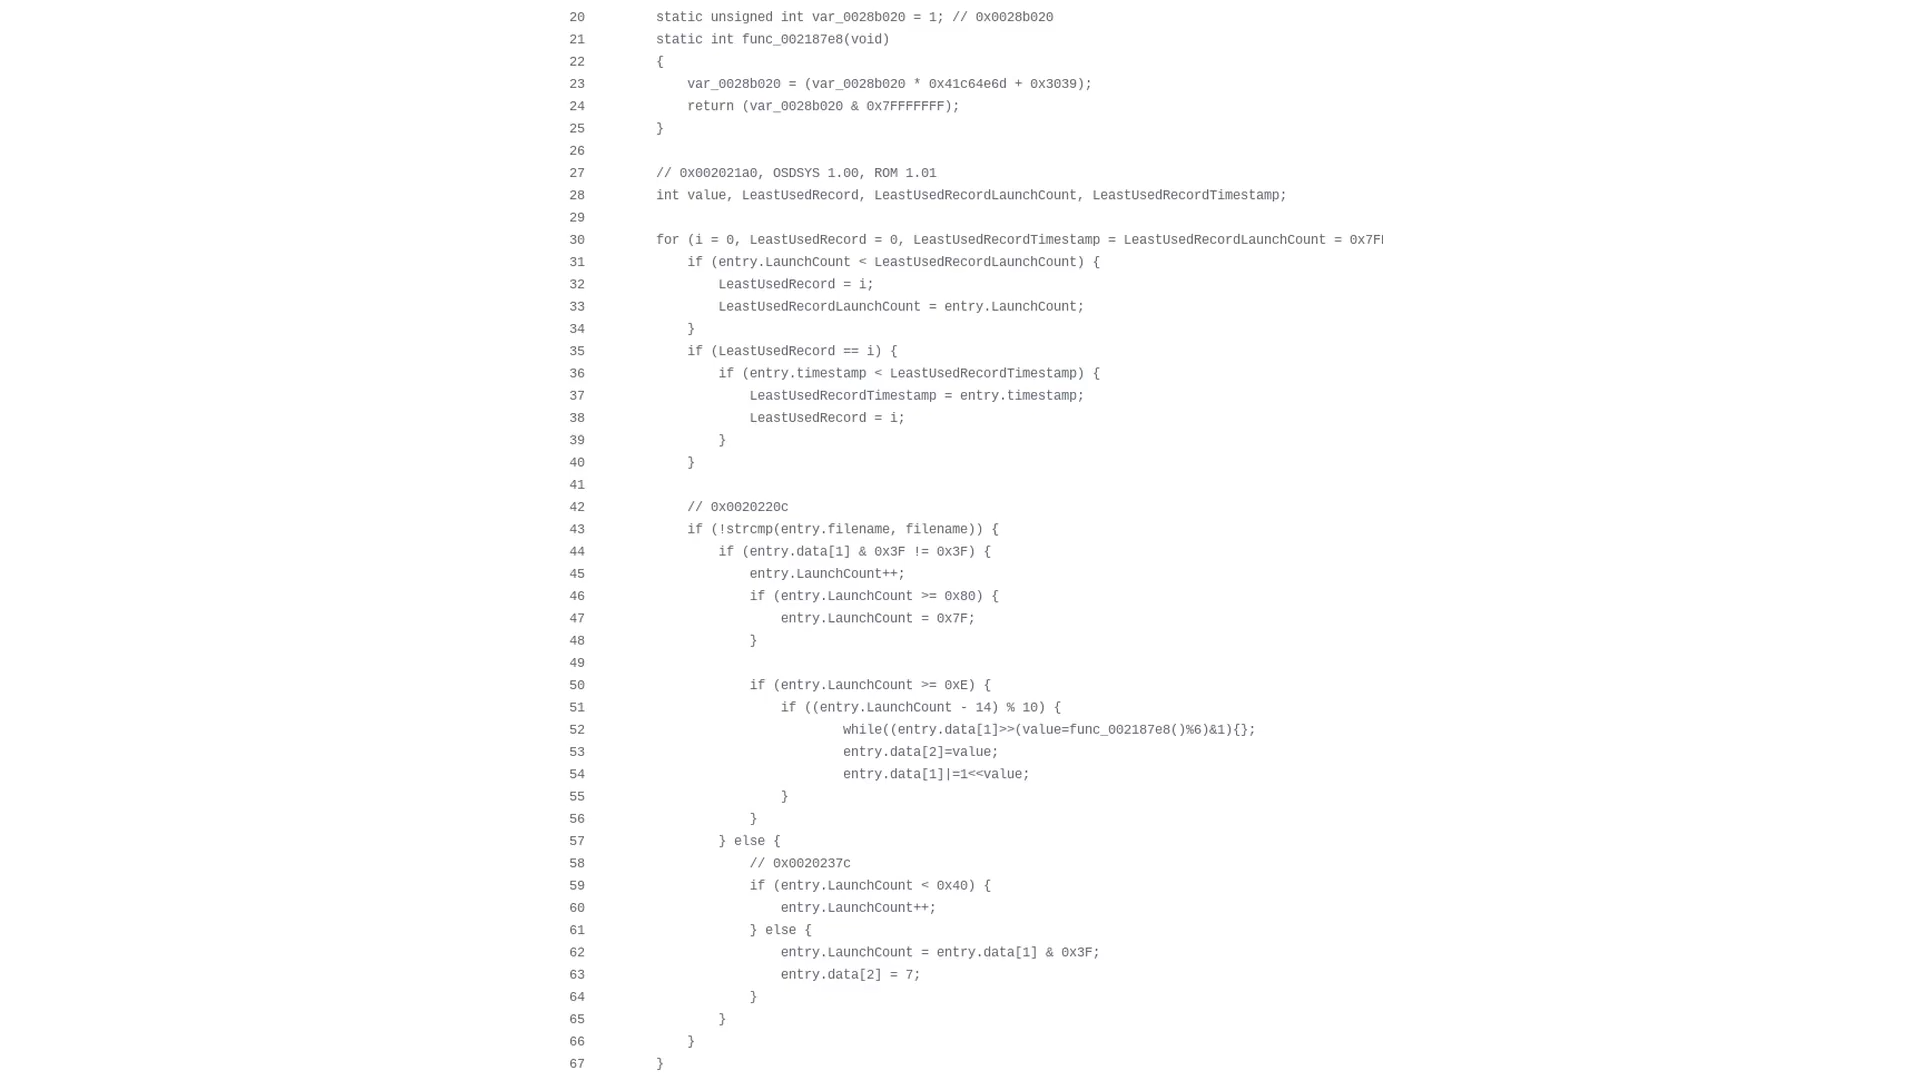 20 static unsigned int var_0028b020 = 1; // 0x0028b020
21 static int func_002187e8(void)
22 {
23 var_0028b020 = (var_0028b020 * 0x41c64e6d + 0x3039);
24 return (var_0028b020 & 0x7FFFFFFF);
25 }
26
27 // 0x002021a0, OSDSYS 1.00, ROM 1.01
28 int value, LeastUsedRecord, LeastUsedRecordLaunchCount, LeastUsedRecordTimestamp;
29
30 for (i = 0, LeastUsedRecord = 0, LeastUsedRecordTimestamp = LeastUsedRecordLaunchCount = 0x7F
31 if (entry.LaunchCount < LeastUsedRecordLaunchCount) {
32 LeastUsedRecord = i;
33 LeastUsedRecordLaunchCount = entry.LaunchCount;
34 }
35 if (LeastUsedRecord == i) {
36 if (entry.timestamp < LeastUsedRecordTimestamp) {
37 LeastUsedRecordTimestamp = entry.timestamp;
38 LeastUsedRecord = i;
39 }
40 }
41
42 // 0x0020220c
43 if (!strcmp(entry.filename, filename)) {
44 if (entry.data[1] & 0x3F != 0x3F) {
45 entry.LaunchCount++;
46 if (entry.LaunchCount >= 0x80) {
47 entry.LaunchCount = 0x7F;
48 }
49
50 if (entry.LaunchCount >= 0xE) {
51 if ((entry.LaunchCount - 14) % 10) {
52 while((entry.data[1]>>(value=func_002187e8()%6)&1){};
53 entry.data[2]=value;
54 entry.data[1]|=1<<value;
55 }
56 }
57 } else {
58 // 0x0020237c
59 if (entry.LaunchCount < 0x40) {
60 entry.LaunchCount++;
61 } else {
62 entry.LaunchCount = entry.data[1] & 0x3F;
63 entry.data[2] = 7;
64 }
65 }
66 }
67 }